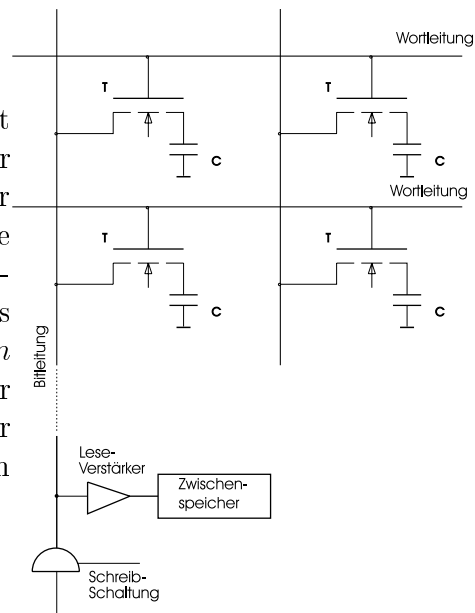 Wortleitung
T
T
t
r
C
C
r
Wortleitung
e
T
T
-
s
C
C
n
Bitleitung
r
r
Lese-
Verstärker
n
Zwischen-
speicher
Schreib-
Schaltung